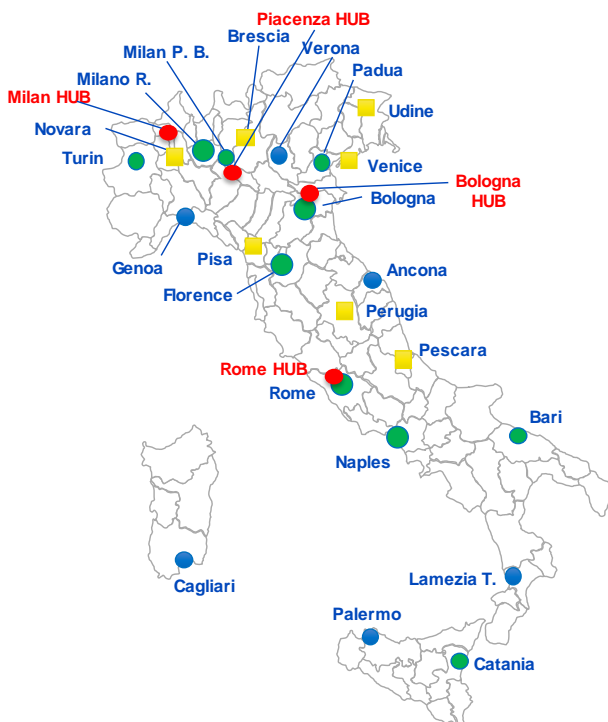 Piacenza HUB
Brescia
Milan P. B.
Verona
Padua
Milano R.
Milan HUB
Udine
Novara
Turin
Venice
Bologna
HUB
Bologna
Genoa
Pisa
Ancona
Florence
Perugia
Pescara
Rome HUB
Rome
Bari
Naples
Cagliari
Lamezia T.
Palermo
Catania